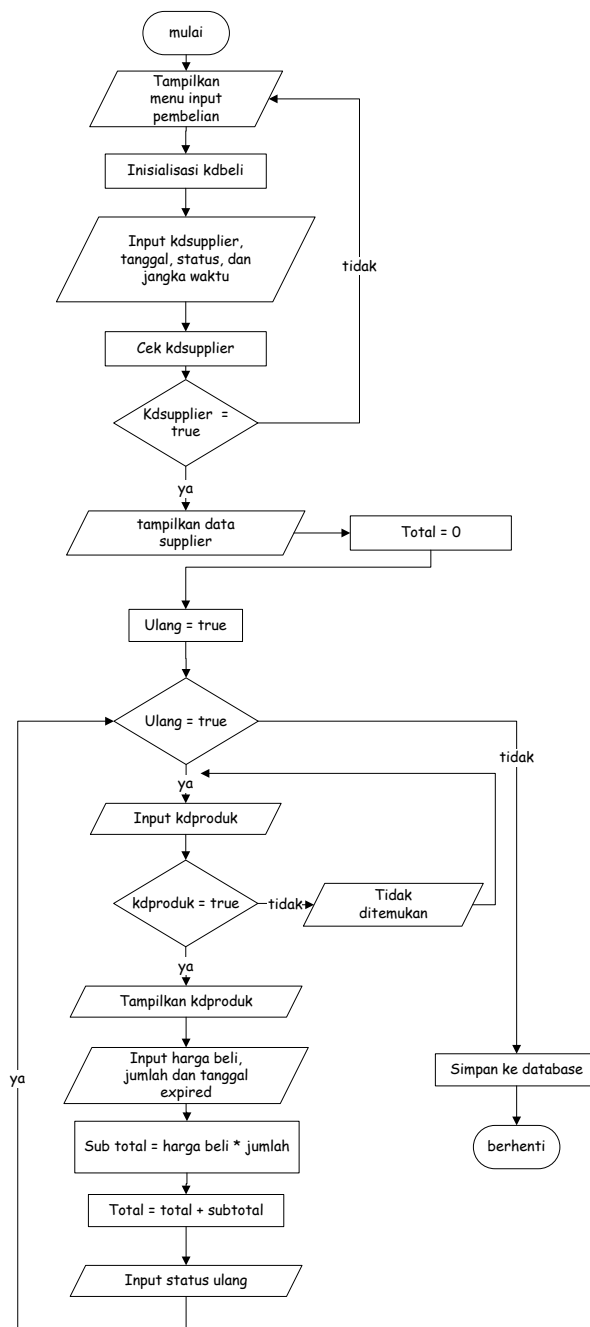 mulai
Tampilkan
menu input
pembelian
Inisialisasi kdbeli
Input kdsupplier,
tanggal, status, dan
jangka waktu
tidak
Cek kdsupplier
Kdsupplier =
true
ya
tampilkan data
supplier
Total = 0
Ulang = true
Ulang = true
tidak
ya
Input kdproduk
kdproduk = true
tidak
Tidak
ditemukan
ya
Tampilkan kdproduk
Input harga beli,
jumlah dan tanggal
expired
ya
Simpan ke database
Sub total = harga beli * jumlah
berhenti
Total = total + subtotal
Input status ulang